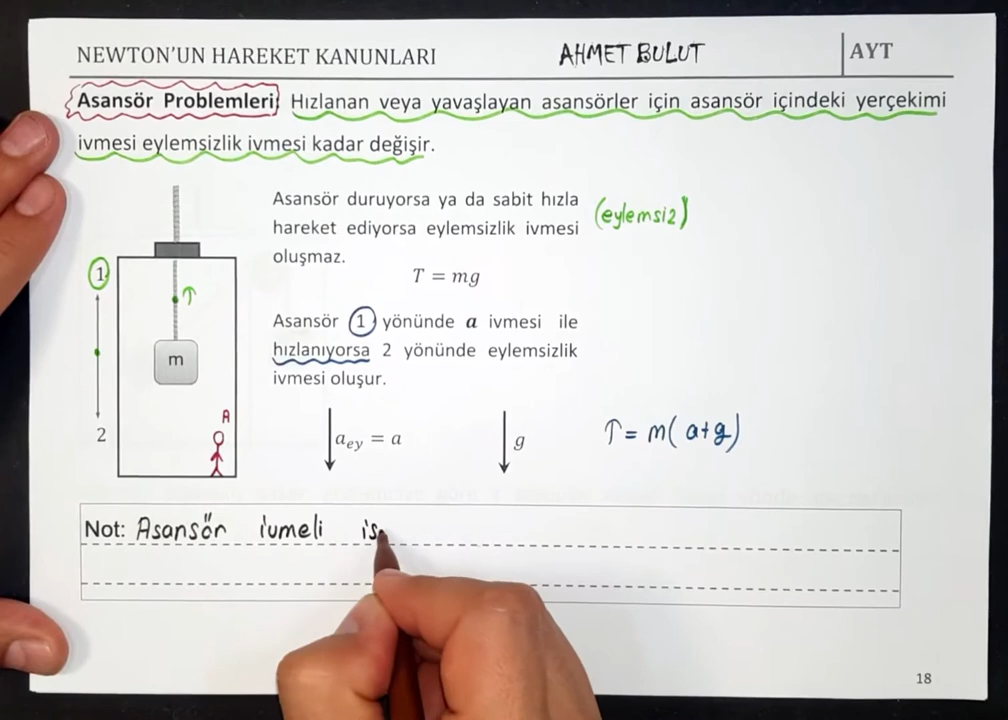 NEWTON'UN HAREKET KANUNLARI AHMET BULUT AYT
Asansör Problemleri Hızlanan veya yavaşlayan asansörler için asansör içindeki yerçekimi
ivmesi eylemsizlik ivmesi kadar değişir.
Asansör duruyorsa ya da sabit hızla (eylemsiz)
hareket ediyorsa eylemsizlik ivmesi
oluşmaz.
T = mg
1
T
m
A
2
Asansör 1 yönünde a ivmesi ile
hızlanıyorsa 2 yönünde eylemsizlik
ivmesi oluşur.
aey = a g T = m(a+g)
Not: Asansör ivmeli is
18